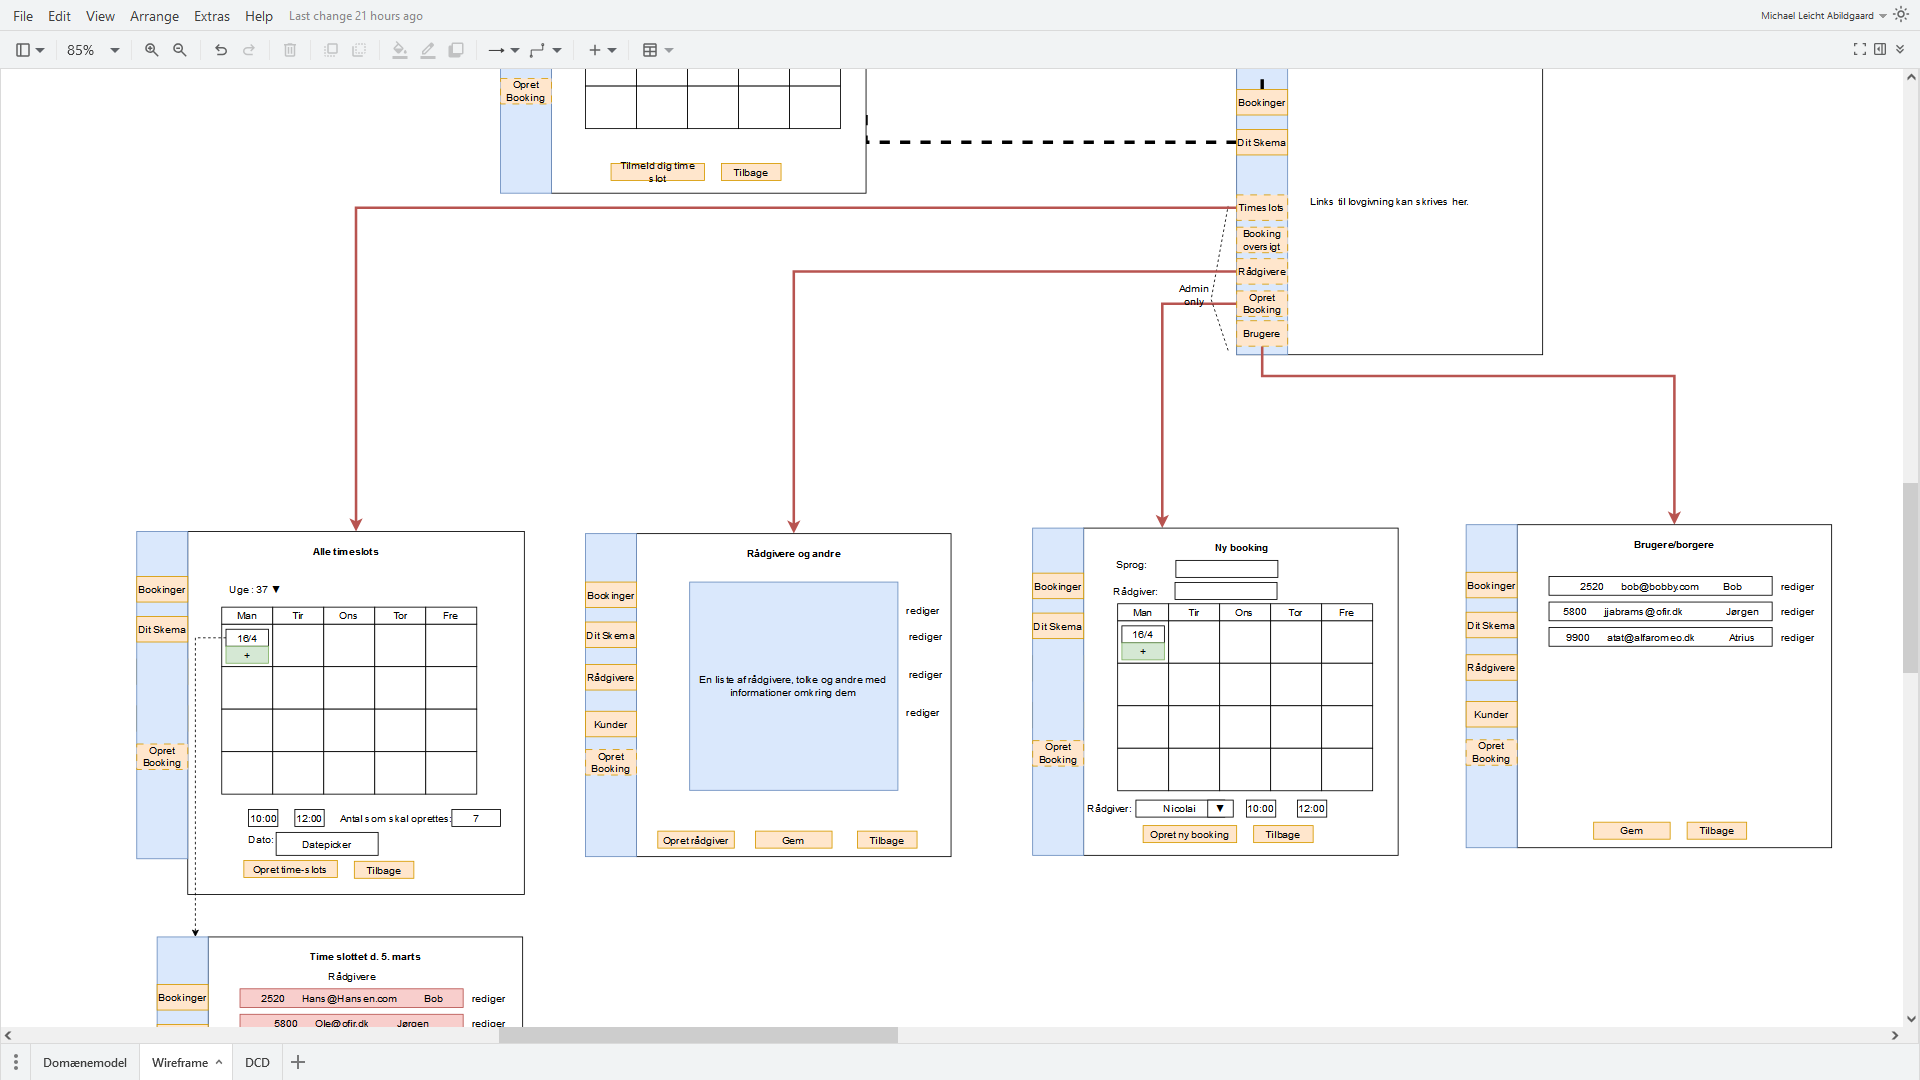 File Edit View Arrange Extras Help Last change 21 hours ago
Michael Leicht Abildgaard
85%
Opret
Booking
Tilmeld dig time
slot
Tilbage
Bookinger
Dit Skema
Timeslots
Booking
oversigt
Rådgivere
Opret
Booking
Brugere
Links til lovgivning kan skrives her.
Admin
only
Alle timeslots
Bookinger
Dit Skema
Opret
Booking
Uge: 37 ▼
Man Tir Ons Tor Fre
16/4
+
10:00 12:00 Antal som skal oprettes: 7
Dato: Datepicker
Opret time-slots Tilbage
Rådgivere og andre
Bookinger
Dit Skema
Rådgivere
Kunder
Opret
Booking
En liste af rådgivere, tolke og andre med
informationer omkring dem
rediger
rediger
rediger
rediger
Opret rådgiver Gem Tilbage
Ny booking
Bookinger
Dit Skema
Opret
Booking
Sprog:
Rådgiver:
Man Tir Ons Tor Fre
16/4
+
Rådgiver: Nicolai ▼ 10:00 12:00
Opret ny booking Tilbage
Brugere/borgere
Bookinger
Dit Skema
Rådgivere
Kunder
Opret
Booking
2520 bob@bobby.com Bob rediger
5800 jjabrams@ofir.dk Jørgen rediger
9900 atat@alfaromeo.dk Atrius rediger
Gem Tilbage
Time slottet d. 5. marts
Rådgivere
Bookinger
2520 Hans@Hansen.com Bob rediger
5800 Ole@ofir.dk Jørgen rediger
Domænemodel Wireframe DCD